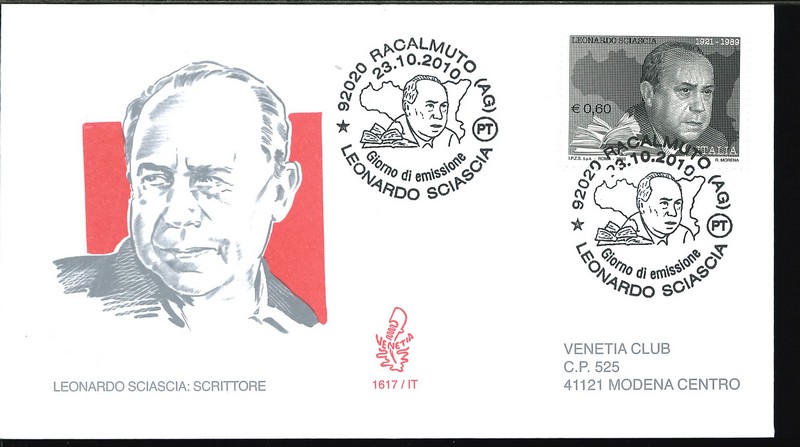 92020 RACALMUTO (AG)
23.10.2010
PT
Giorno di emissione
LEONARDO SCIASCIA
LEONARDO SCIASCIA 1921-1989
€ 0,60
ITALIA
I.P.Z.S. S.p.A. - ROMA
R. MORENA
92020 RACALMUTO (AG)
23.10.2010
PT
Giorno di emissione
LEONARDO SCIASCIA
VENETIA
1617 / IT
LEONARDO SCIASCIA: SCRITTORE
VENETIA CLUB
C.P. 525
41121 MODENA CENTRO